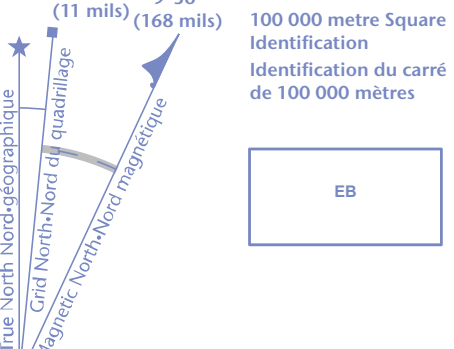 (11 mils)
(168 mils)
True North Nord•géographique
Grid North•Nord du quadrillage
Magnetic North•Nord magnétique
100 000 metre Square
Identification
Identification du carré
de 100 000 mètres
EB